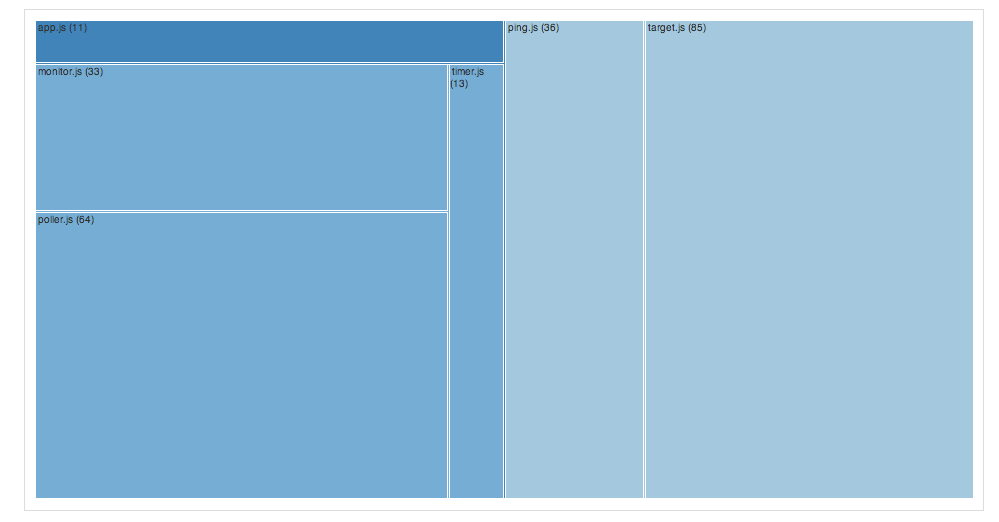 app.js (11)
ping.js (36)
target.js (85)
monitor.js (33)
timer.js
(13)
poller.js (64)